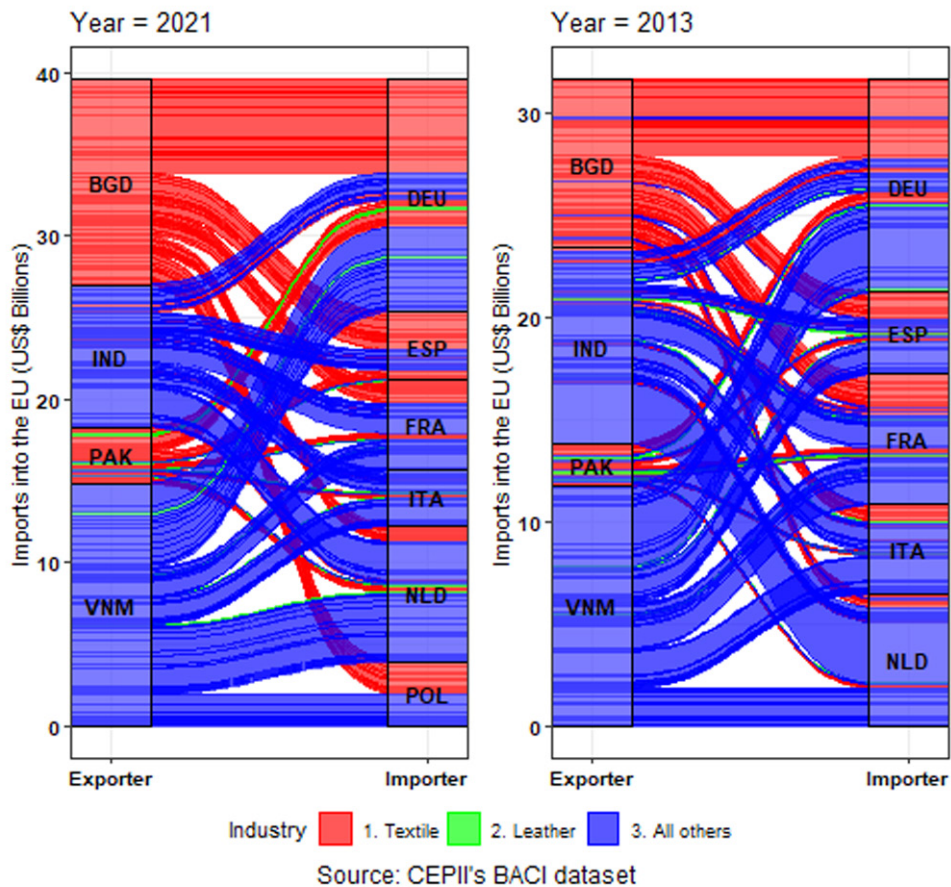 Year = 2021
Year = 2013
Imports into the EU (US$ Billions)
40
30
20
10
0
BGD
IND
PAK
VNM
DEU
ESP
FRA
ITA
NLD
POL
Exporter
Importer
Imports into the EU (US$ Billions)
30
20
10
0
BGD
IND
PAK
VNM
DEU
ESP
FRA
ITA
NLD
Exporter
Importer
Industry 1. Textile 2. Leather 3. All others
Source: CEPII's BACI dataset